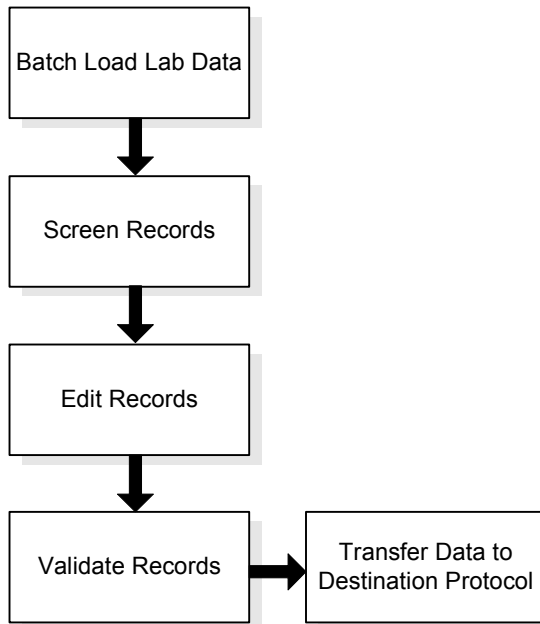 Batch Load Lab Data
Screen Records
Edit Records
Validate Records
Transfer Data to
Destination Protocol